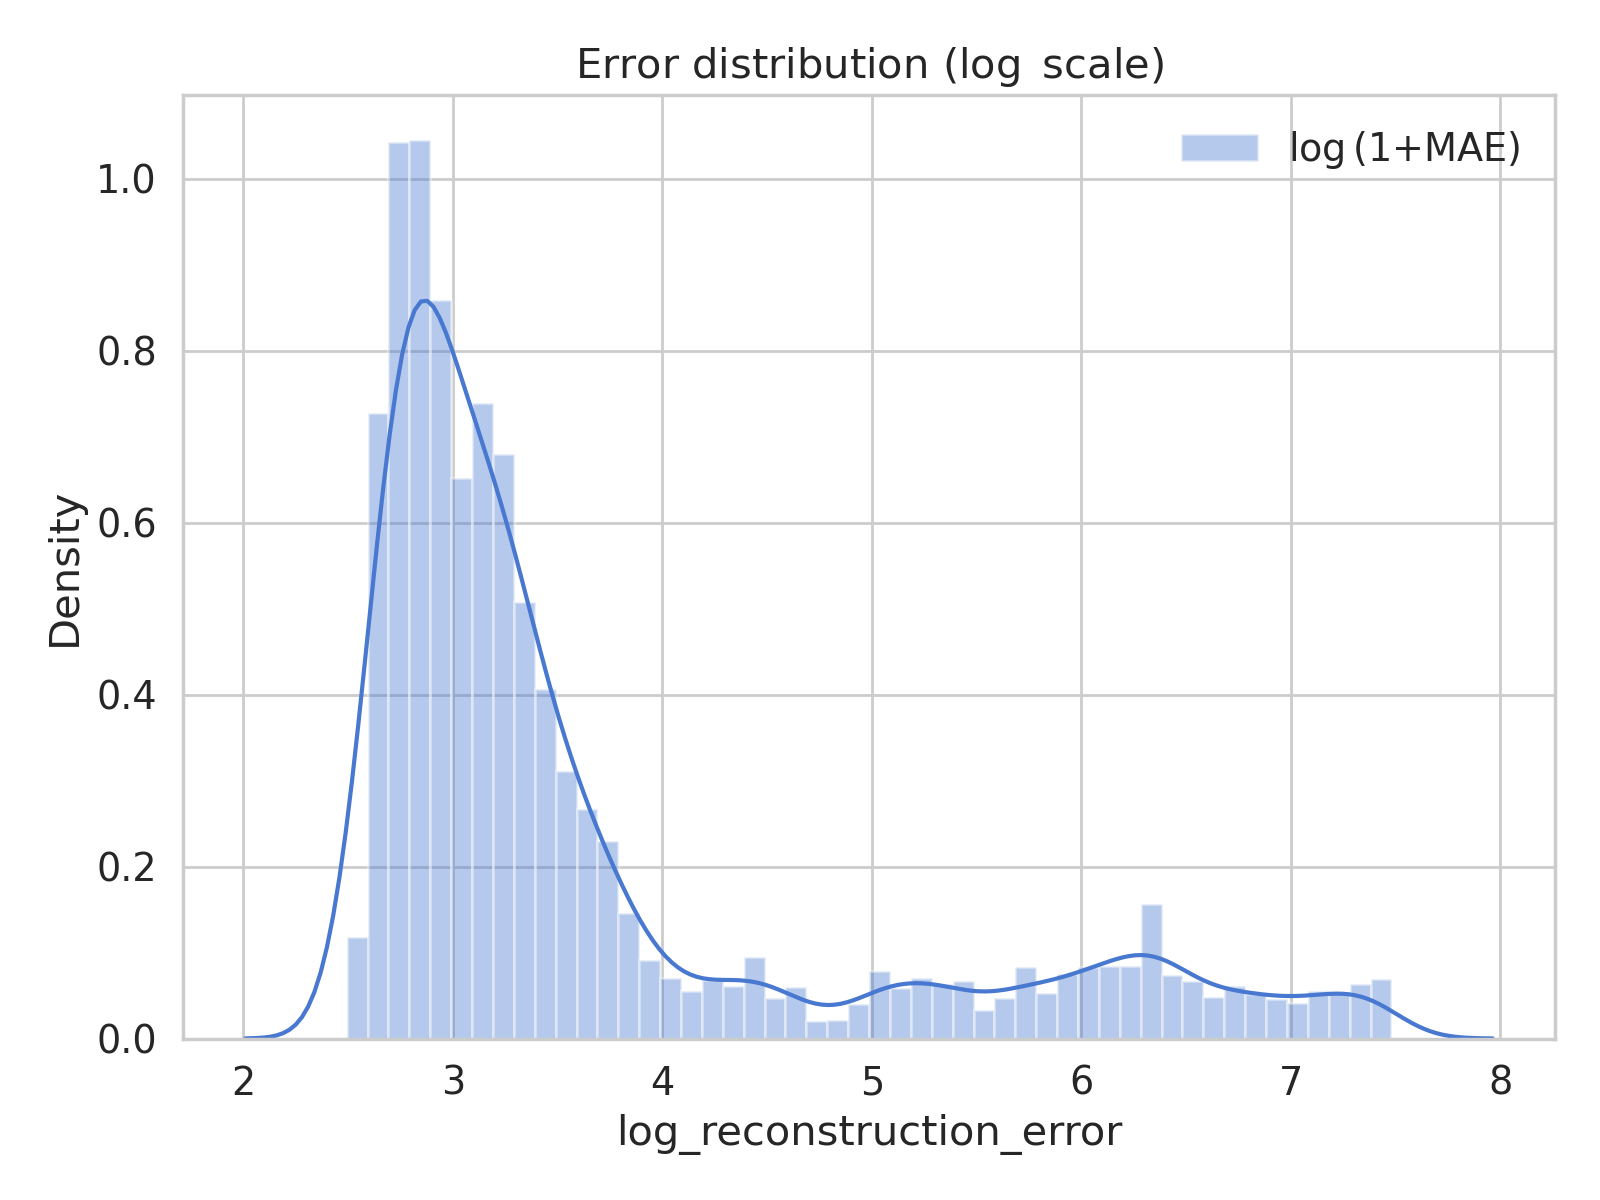 Error distribution (log scale)
log (1+MAE)
1.0
0.8
0.6
0.4
0.2
0.0
Density
2 3 4 5 6 7 8
log_reconstruction_error